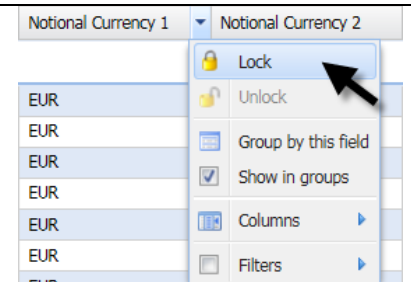 Notional Currency 1 Notional Currency 2
Lock
EUR Unlock
EUR
Group by this field
EUR
Show in groups
EUR
EUR Columns
EUR
Filters